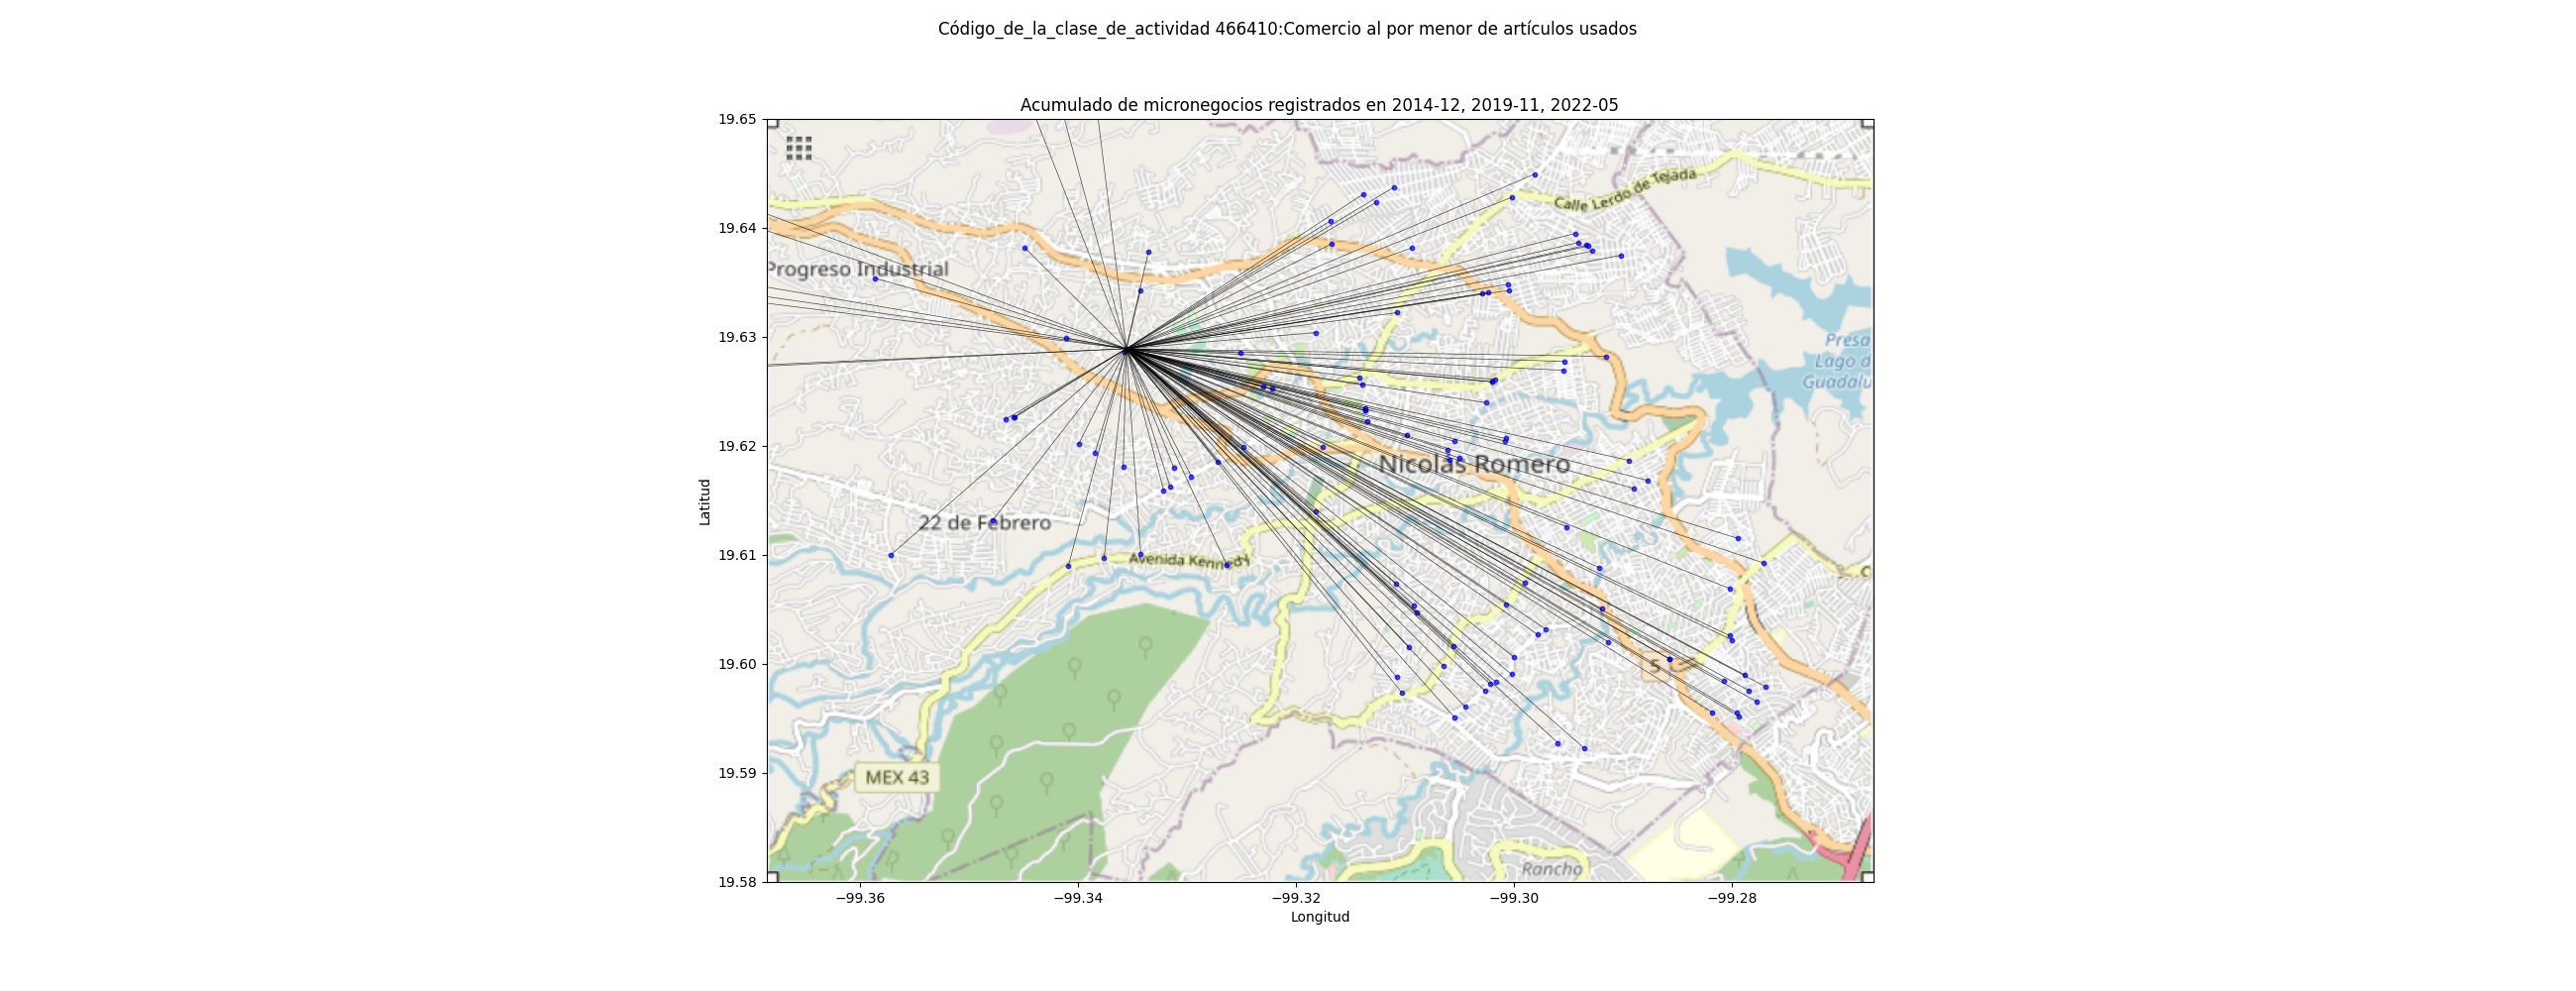 Código_de_la_clase_de_actividad 466410:Comercio al por menor de artículos usados
Acumulado de micronegocios registrados en 2014-12, 2019-11, 2022-05
19.65
19.64
19.63
19.62
19.61
19.60
19.59
19.58
Latitud
Calle Lerdo de Tejada
Progreso Industrial
Presa
Lago d
Guadalu
Nicolás Romero
22 de Febrero
Avenida Kennedy
C
5
MEX 43
Rancho
−99.36
−99.34
−99.32
−99.30
−99.28
Longitud